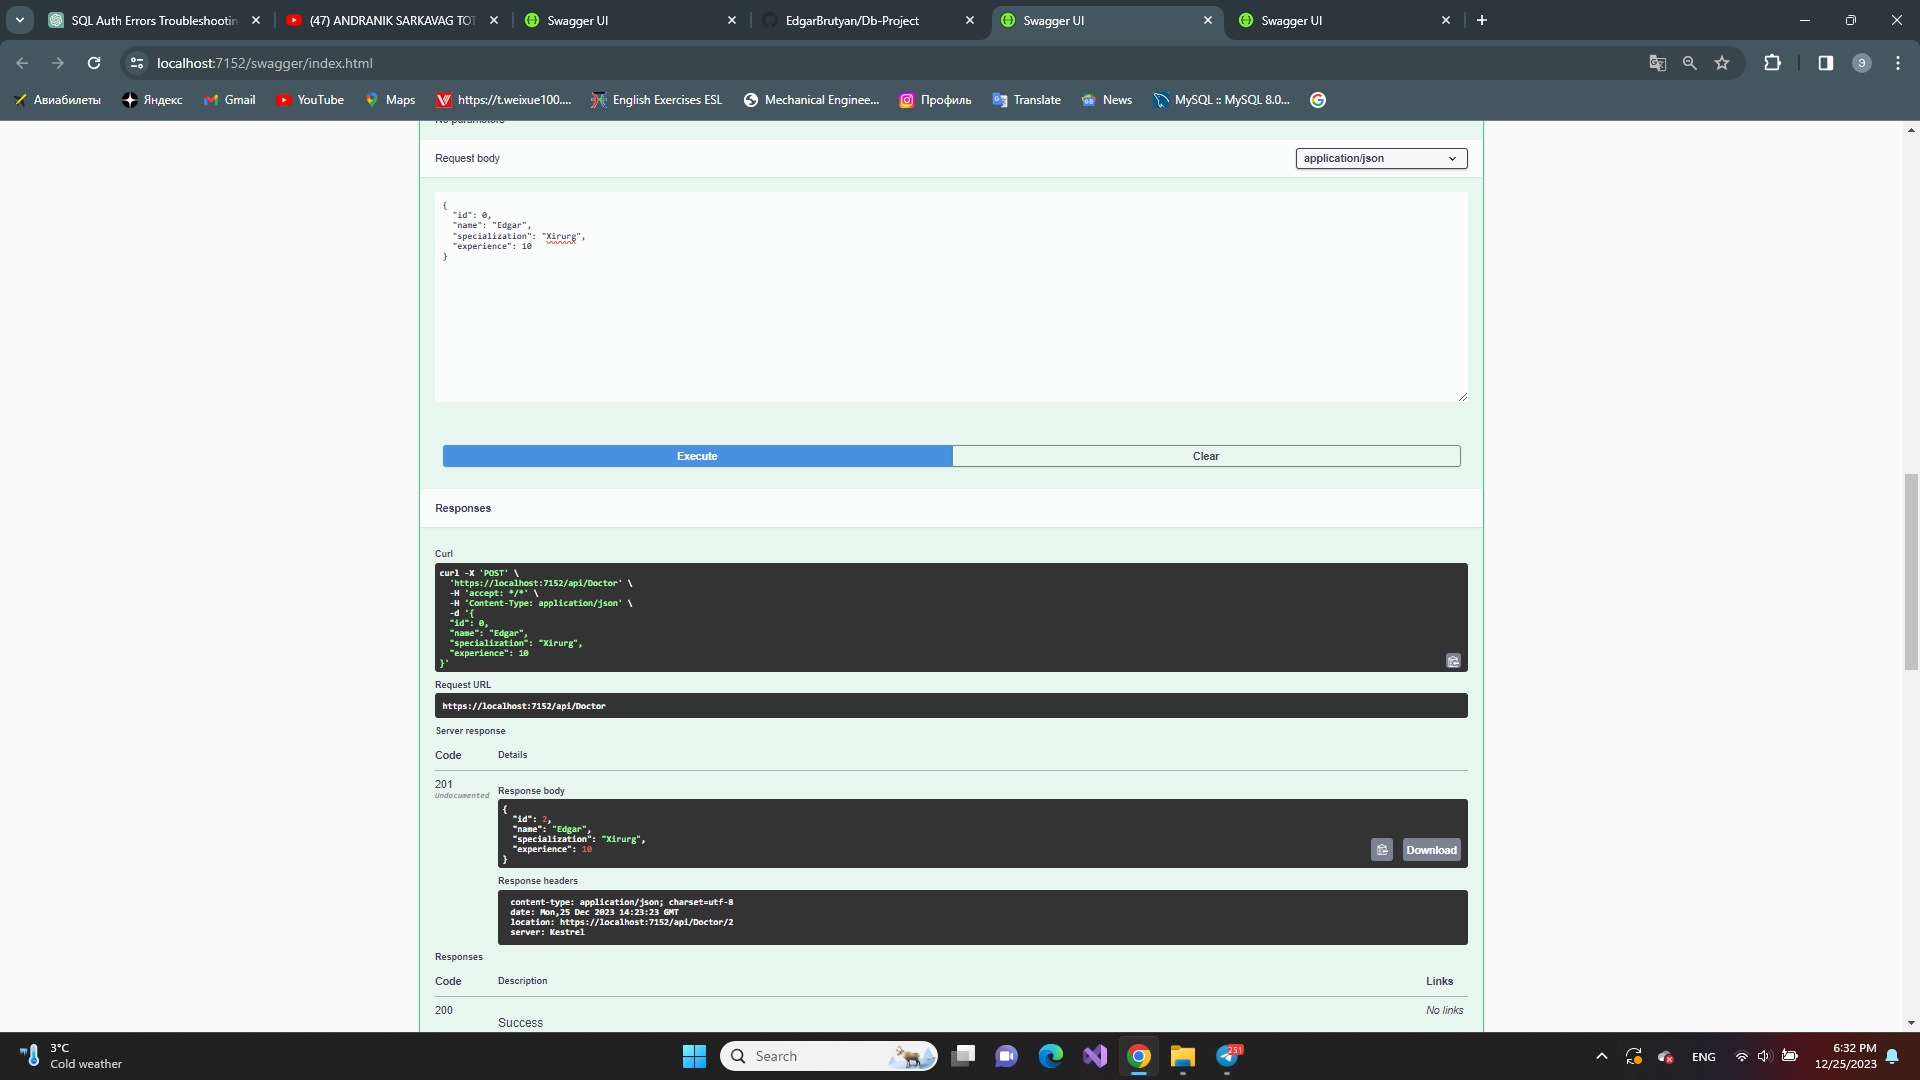 SQL Auth Errors Troubleshootin
(47) ANDRANIK SARKAVAG TOT
Swagger UI
EdgarBrutyan/Db-Project
Swagger UI
Swagger UI
localhost:7152/swagger/index.html
Э
Авиабилеты
Яндекс
Gmail
YouTube
Maps
https://t.weixue100....
English Exercises ESL
Mechanical Enginee...
Профиль
Translate
News
MySQL :: MySQL 8.0...
No parameters
Request body
application/json
{
"id": 0,
"name": "Edgar",
"specialization": "Xirurg",
"experience": 10
}
Execute
Clear
Responses
Curl
curl -X 'POST' \
'https://localhost:7152/api/Doctor' \
-H 'accept: */*' \
-H 'Content-Type: application/json' \
-d '{
"id": 0,
"name": "Edgar",
"specialization": "Xirurg",
"experience": 10
}'
Request URL
https://localhost:7152/api/Doctor
Server response
Code Details
201
Undocumented
Response body
{
"id": 2,
"name": "Edgar",
"specialization": "Xirurg",
"experience": 10
}
Download
Response headers
content-type: application/json; charset=utf-8
date: Mon,25 Dec 2023 14:23:23 GMT
location: https://localhost:7152/api/Doctor/2
server: Kestrel
Responses
Code Description Links
200 No links
Success
3°C
Cold weather
Search
251
ENG
6:32 PM
12/25/2023